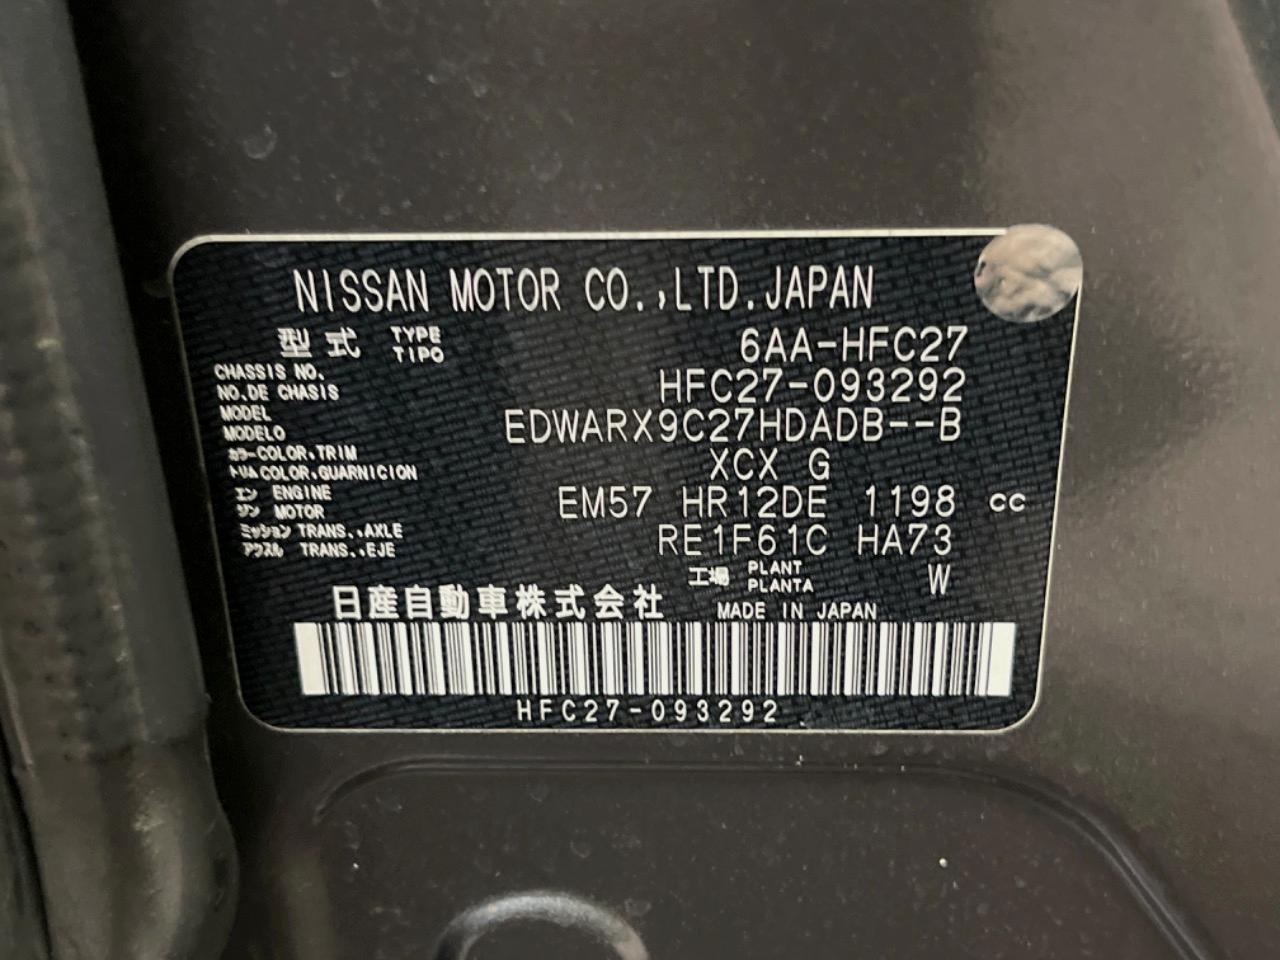 NISSAN MOTOR CO.,LTD.JAPAN
型式 TYPE TIPO 6AA-HFC27
CHASSIS NO.
NO.DE CHASIS HFC27-093292
MODEL
MODELO EDWARX9C27HDADB--B
カラー COLOR,TRIM
トリム COLOR,GUARNICION XCX G
エン ENGINE
ジン MOTOR EM57 HR12DE 1198 cc
ミッション TRANS.,AXLE
アクスル TRANS.,EJE RE1F61C HA73
工場 PLANT PLANTA W
日産自動車株式会社 MADE IN JAPAN
HFC27-093292